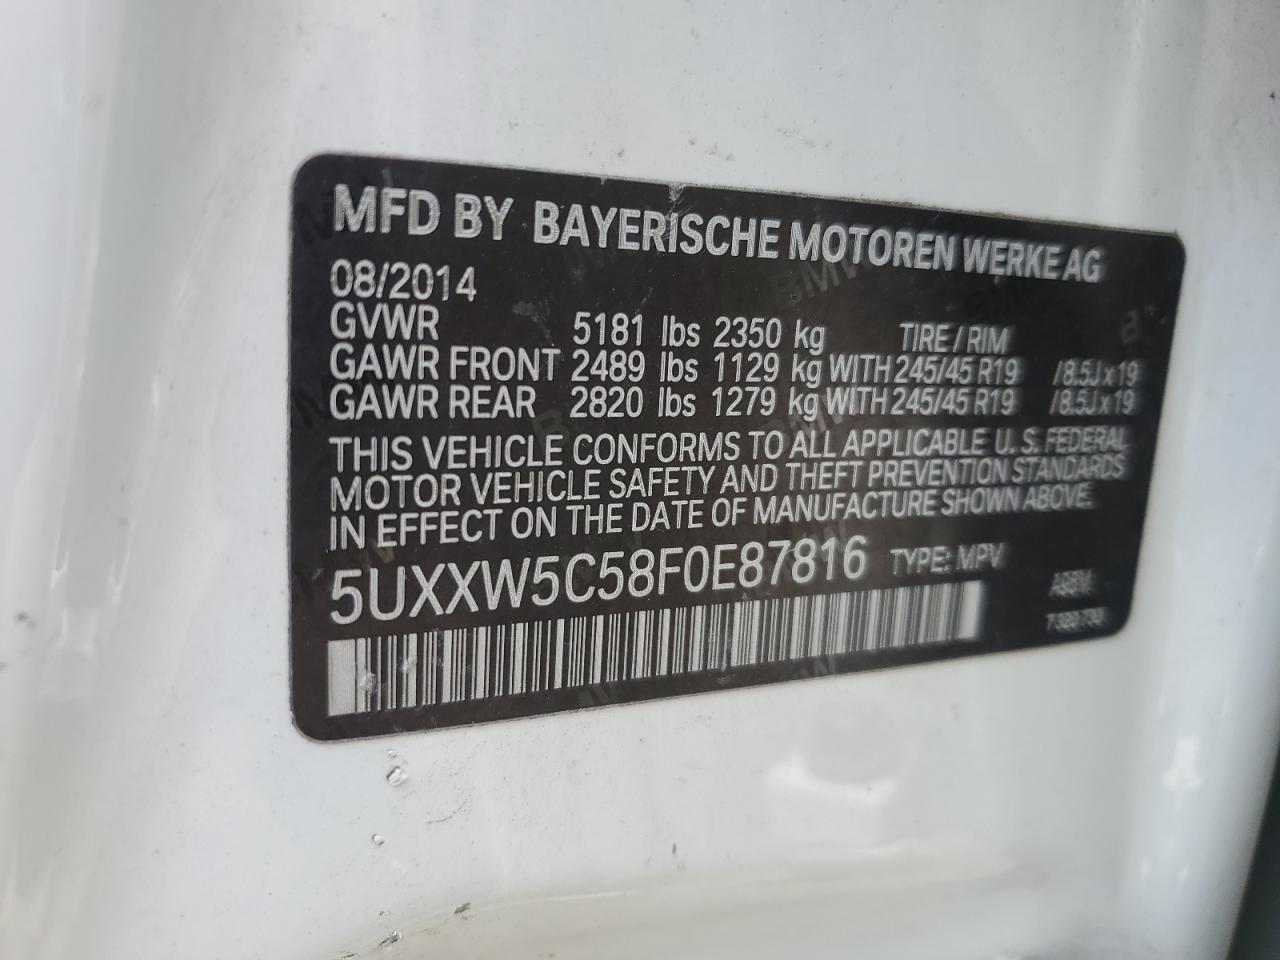 MFD BY BAYERISCHE MOTOREN WERKE AG
08/2014
GVWR 5181 lbs 2350 kg TIRE / RIM
GAWR FRONT 2489 lbs 1129 kg WITH 245/45 R19 /8.5J x 19
GAWR REAR 2820 lbs 1279 kg WITH 245/45 R19 /8.5J x 19
THIS VEHICLE CONFORMS TO ALL APPLICABLE U.S. FEDERAL
MOTOR VEHICLE SAFETY AND THEFT PREVENTION STANDARDS
IN EFFECT ON THE DATE OF MANUFACTURE SHOWN ABOVE.
5UXXW5C58F0E87816 TYPE: MPV